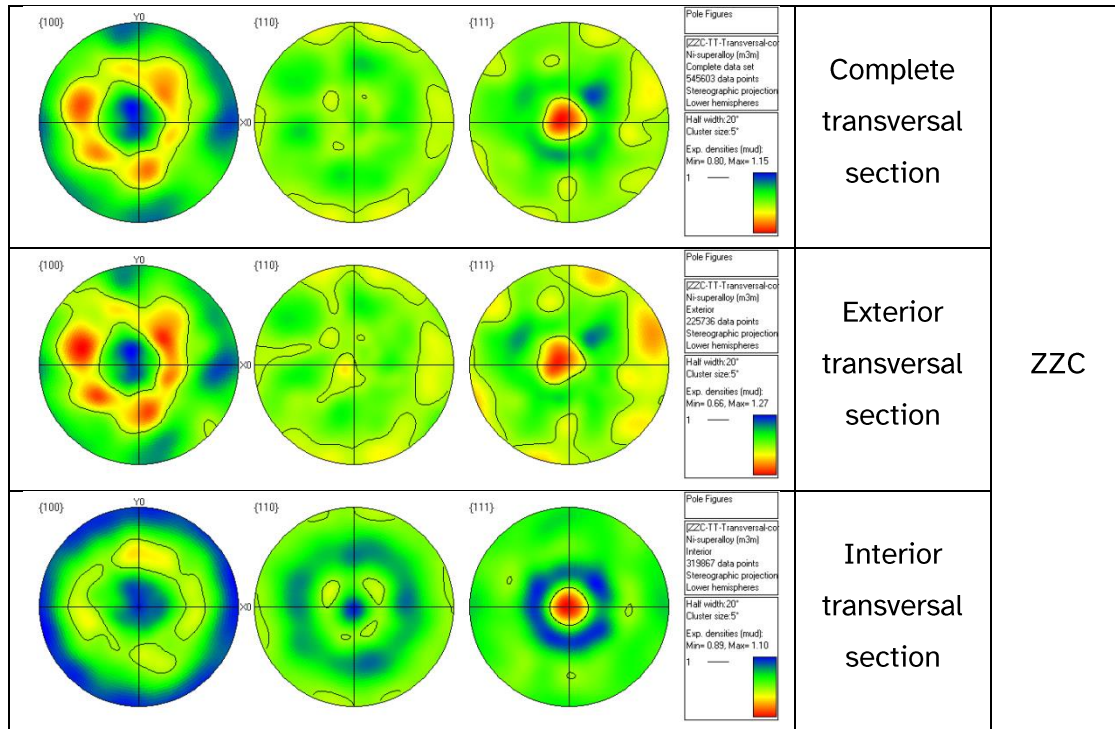 {100}
Y0
{110}
{111}
X0
Pole Figures
[ZZC-TT-Transversal-co
Ni-superalloy (m3m)
Complete data set
545603 data points
Stereographic projection
Lower hemispheres
Half width:20°
Cluster size:5°
Exp. densities (mud):
Min= 0.80, Max= 1.15
1
Complete
transversal
section
{100}
{110}
{111}
X0
Pole Figures
[ZZC-TT-Transversal-co
Ni-superalloy (m3m)
Exterior
225736 data points
Stereographic projection
Lower hemispheres
Half width:20°
Cluster size:5°
Exp. densities (mud):
Min= 0.66, Max= 1.27
1
Exterior
transversal
section
ZZC
{100}
Y0
{110}
{111}
X0
Pole Figures
[ZZC-TT-Transversal-co
Ni-superalloy (m3m)
Interior
319867 data points
Stereographic projection
Lower hemispheres
Half width:20°
Cluster size:5°
Exp. densities (mud):
Min= 0.89, Max= 1.10
1
Interior
transversal
section